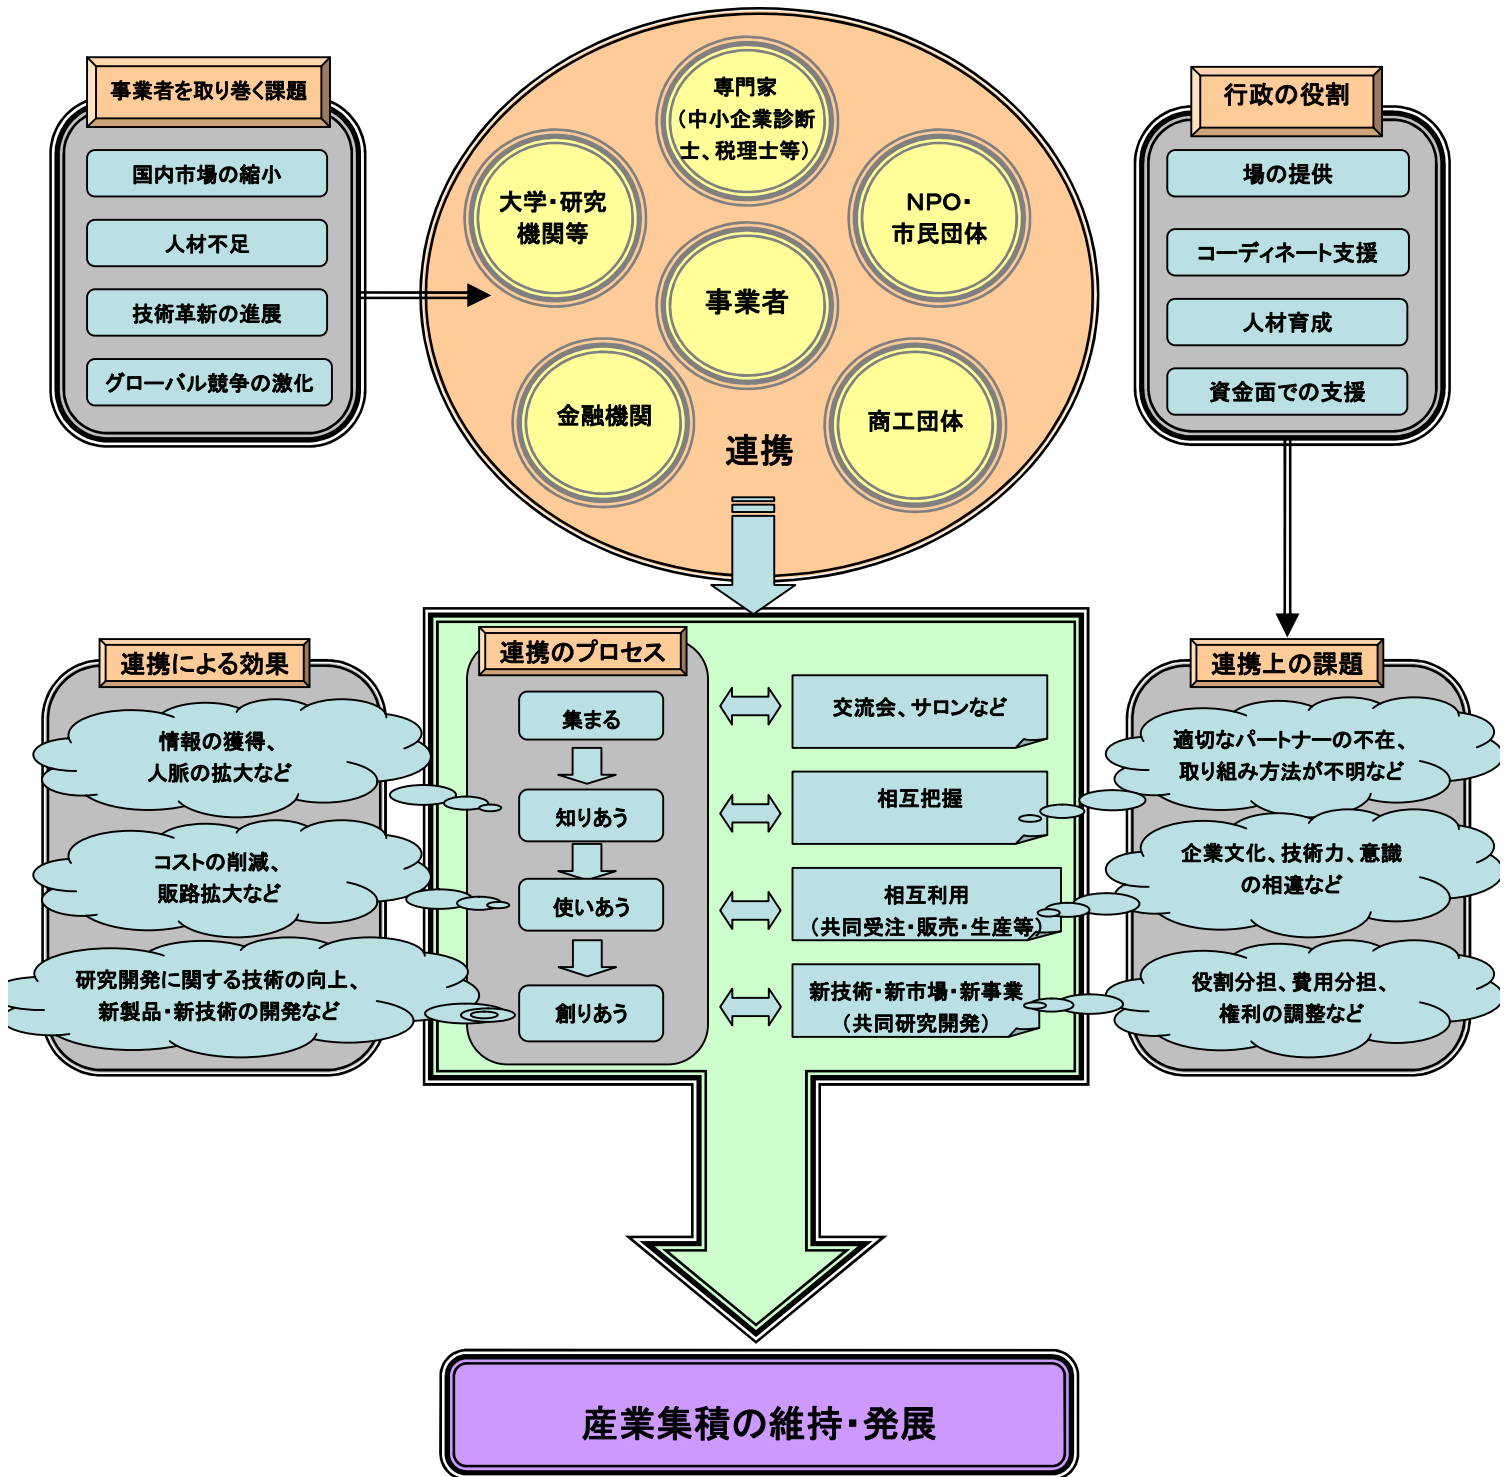 事業者を取り巻く課題
国内市場の縮小
人材不足
技術革新の進展
グローバル競争の激化
専門家
(中小企業診断
士、税理士等)
大学・研究
機関等
NPO・
市民団体
事業者
金融機関
商工団体
連携
行政の役割
場の提供
コーディネート支援
人材育成
資金面での支援
連携による効果
情報の獲得、
人脈の拡大など
コストの削減、
販路拡大など
研究開発に関する技術の向上、
新製品・新技術の開発など
連携のプロセス
集まる
知りあう
使いあう
創りあう
交流会、サロンなど
相互把握
相互利用
(共同受注・販売・生産等)
新技術・新市場・新事業
(共同研究開発)
連携上の課題
適切なパートナーの不在、
取り組み方法が不明など
企業文化、技術力、意識
の相違など
役割分担、費用分担、
権利の調整など
産業集積の維持・発展